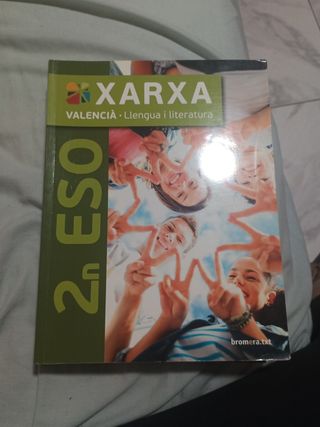 XARXA
VALENCIÀ · Llengua i literatura
2n ESO
bromera.txt